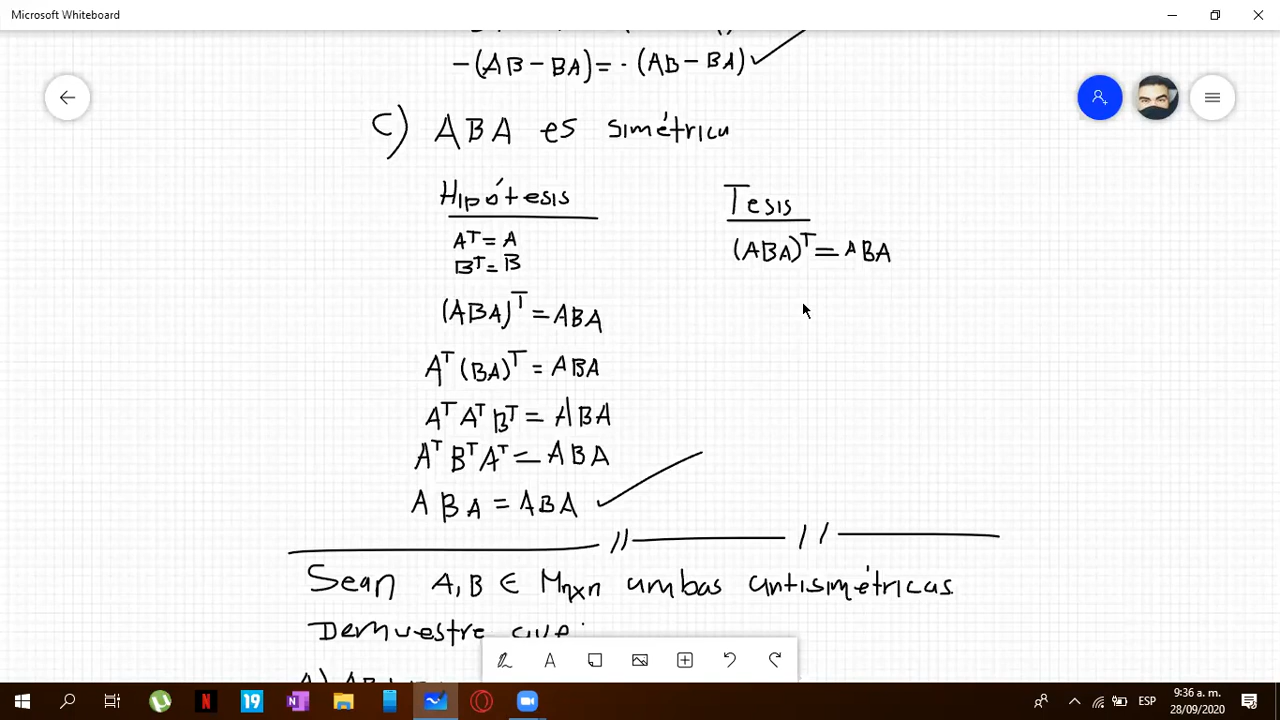 Microsoft Whiteboard
-(AB-BA)=-(AB-BA)
C) ABA es simétrica
Hipótesis
Tesis
Aᵀ=A
Bᵀ=B
(ABA)ᵀ=ABA
(ABA)ᵀ=ABA
Aᵀ(BA)ᵀ=ABA
AᵀAᵀBᵀ=ABA
AᵀBᵀAᵀ=ABA
ABA=ABA
Sean A,B ∈ Mnxn ambas antisimétricas.
Demuestre que:
19
N
N
ESP
9:36 a. m.
28/09/2020